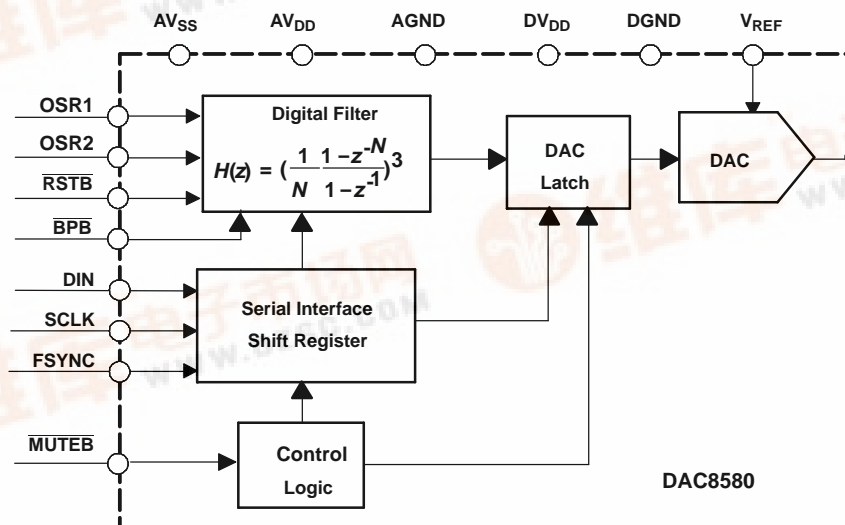 AVSS AVDD AGND DVDD DGND VREF
OSR1
OSR2
RSTB
BPB
DIN
SCLK
FSYNC
MUTEB
Digital Filter
H(z) = (1/N 1-z^-N/1-z^-1)^3
DAC
Latch
DAC
Serial Interface
Shift Register
Control
Logic
DAC8580